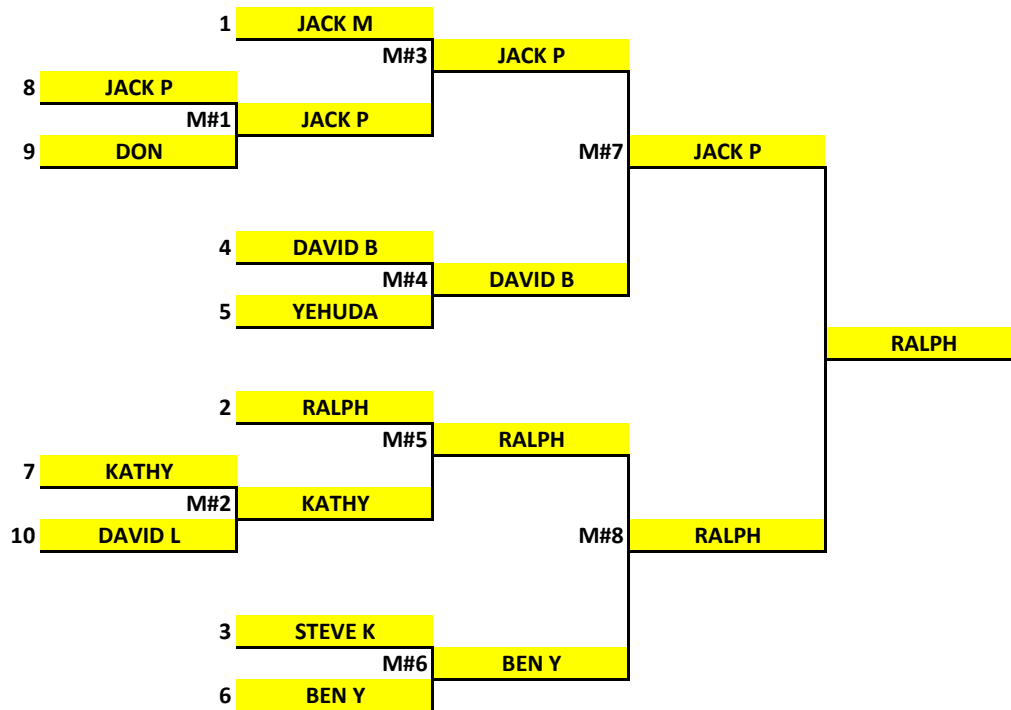 1 JACK M
M#3 JACK P
8 JACK P
M#1 JACK P
9 DON
M#7 JACK P
4 DAVID B
M#4 DAVID B
5 YEHUDA
RALPH
2 RALPH
M#5 RALPH
7 KATHY
M#2 KATHY
10 DAVID L
M#8 RALPH
3 STEVE K
M#6 BEN Y
6 BEN Y